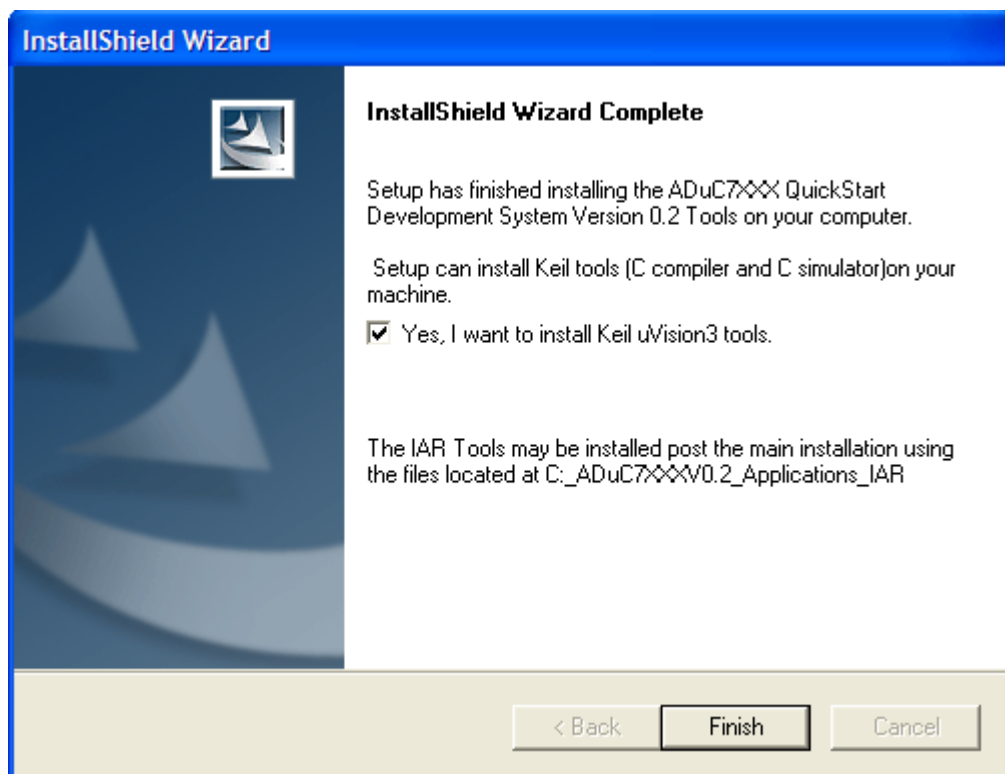 InstallShield Wizard
InstallShield Wizard Complete
Setup has finished installing the ADuC7XXX QuickStart
Development System Version 0.2 Tools on your computer.
Setup can install Keil tools (C compiler and C simulator)on your
machine.
Yes, I want to install Keil uVision3 tools.
The IAR Tools may be installed post the main installation using
the files located at C:_ADuC7XXXV0.2_Applications_IAR
< Back Finish Cancel